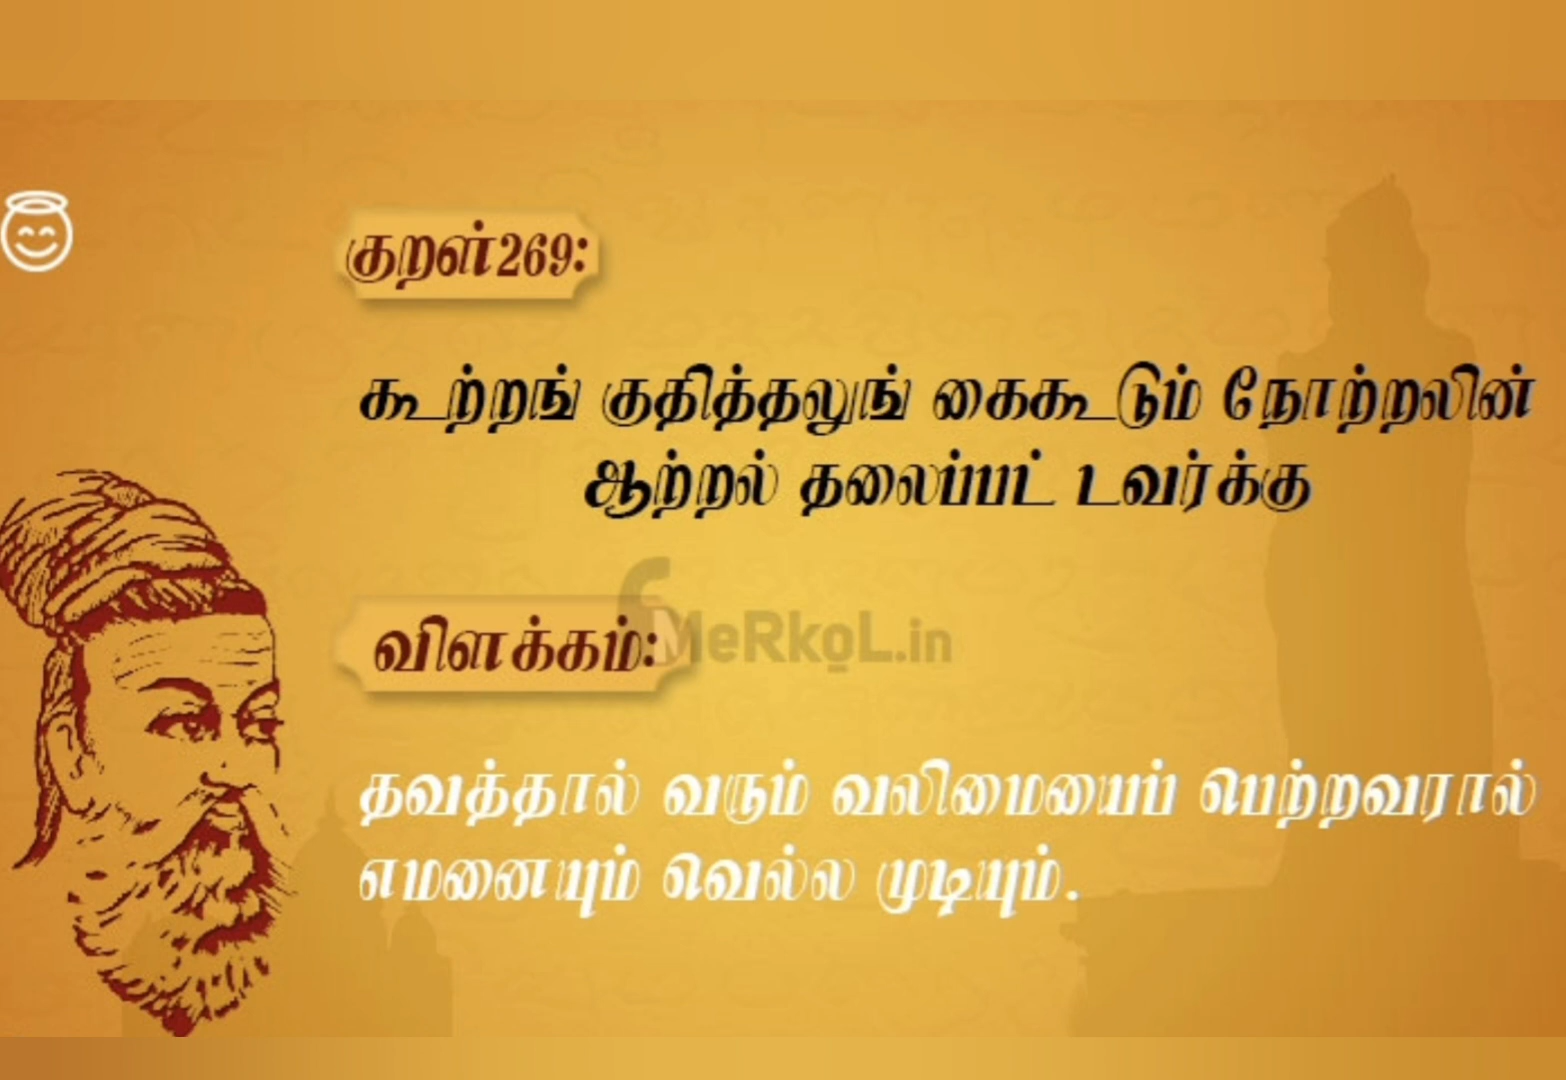 குறள்269:
கூற்றங் குதித்தலுங் கைகூடும் நோற்றலின்
ஆற்றல் தலைப்பட் டவர்க்கு
விளக்கம்:
MeRkoL.in
தவத்தால் வரும் வலிமையைப் பெற்றவரால்
எமனையும் வெல்ல முடியும்.